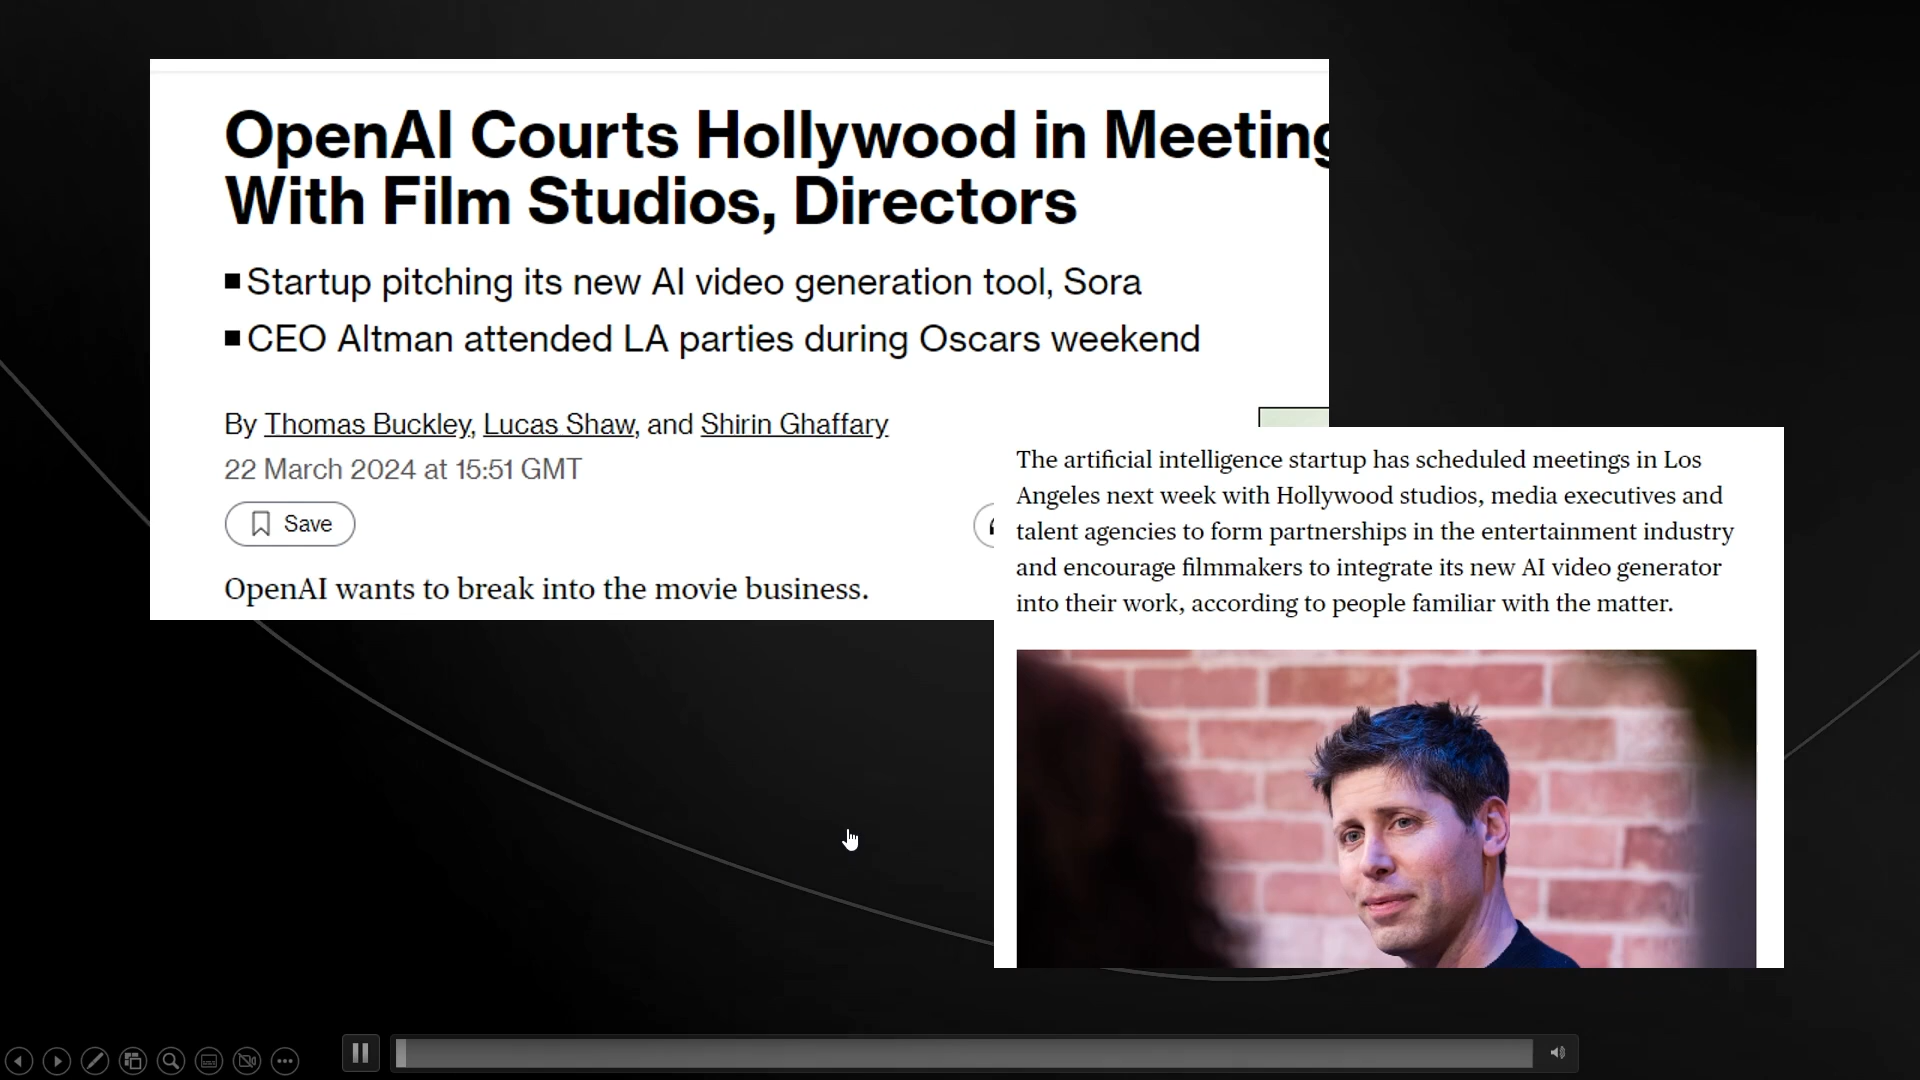 OpenAI Courts Hollywood in Meeting
With Film Studios, Directors
Startup pitching its new AI video generation tool, Sora
CEO Altman attended LA parties during Oscars weekend
By Thomas Buckley, Lucas Shaw, and Shirin Ghaffary
22 March 2024 at 15:51 GMT
Save
OpenAI wants to break into the movie business.
The artificial intelligence startup has scheduled meetings in Los
Angeles next week with Hollywood studios, media executives and
talent agencies to form partnerships in the entertainment industry
and encourage filmmakers to integrate its new AI video generator
into their work, according to people familiar with the matter.